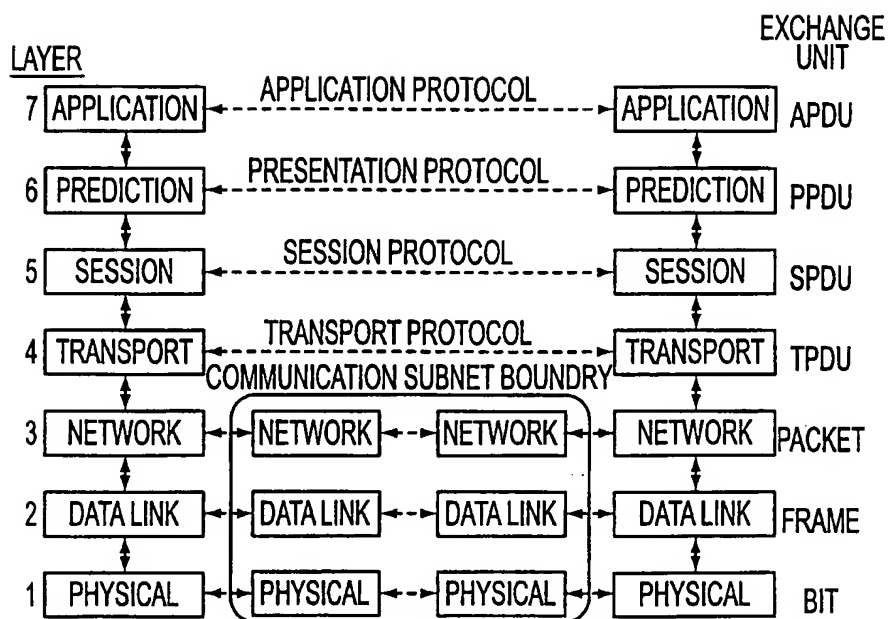 LAYER
EXCHANGE
UNIT
7 APPLICATION APPLICATION PROTOCOL APPLICATION APDU
6 PREDICTION PRESENTATION PROTOCOL PREDICTION PPDU
5 SESSION SESSION PROTOCOL SESSION SPDU
4 TRANSPORT TRANSPORT PROTOCOL TRANSPORT TPDU
COMMUNICATION SUBNET BOUNDRY
3 NETWORK NETWORK NETWORK NETWORK PACKET
2 DATA LINK DATA LINK DATA LINK DATA LINK FRAME
1 PHYSICAL PHYSICAL PHYSICAL PHYSICAL BIT